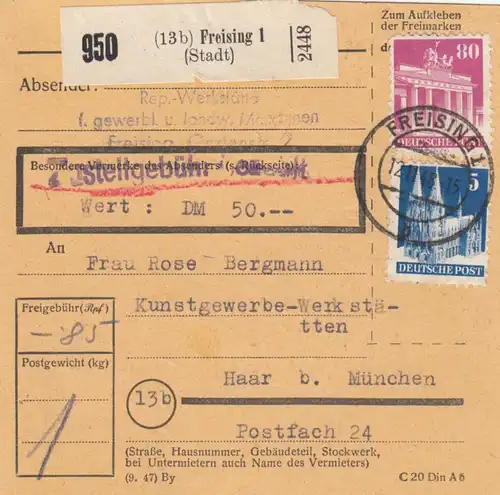 950
(13b) Freising 1
(Stadt)
2448
Zum Aufkleben
der Freimarken
Absender:
Rep.-Werkstätte
f. gewerbl. u. landw. Maschinen
Freising
80
DEUTSCHE POST
FREISING 1
5
DEUTSCHE POST
Besondere Vermerke des Absenders (s. Rückseite)
Zustellgebühr
Wert : DM 50.--
An
Frau Rose Bergmann
Freigebühr (Rpf)
-85
Kunstgewerbe-Werkstä-
tten
Postgewicht (kg)
1
Haar b. München
13b
Postfach 24
(Straße, Hausnummer, Gebäudeteil, Stockwerk,
bei Untermietern auch Name des Vermieters)
(9. 47) By
C 20 Din A 6